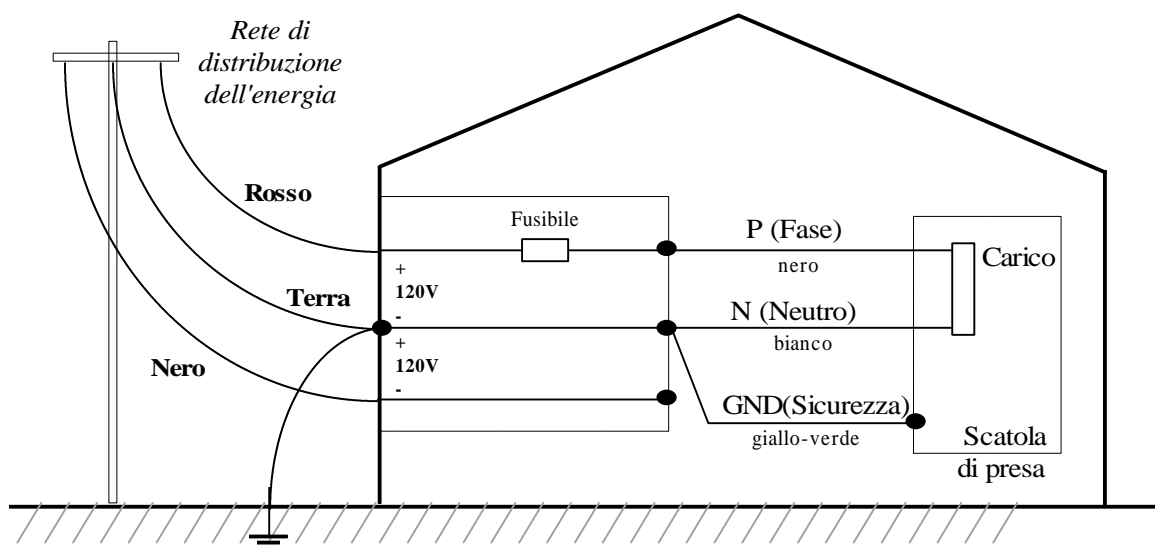 Rete di
distribuzione
dell'energia
Rosso
Terra
Nero
Fusibile
+
120V
-
+
120V
-
P (Fase)
nero
N (Neutro)
bianco
GND(Sicurezza)
giallo-verde
Carico
Scatola
di presa